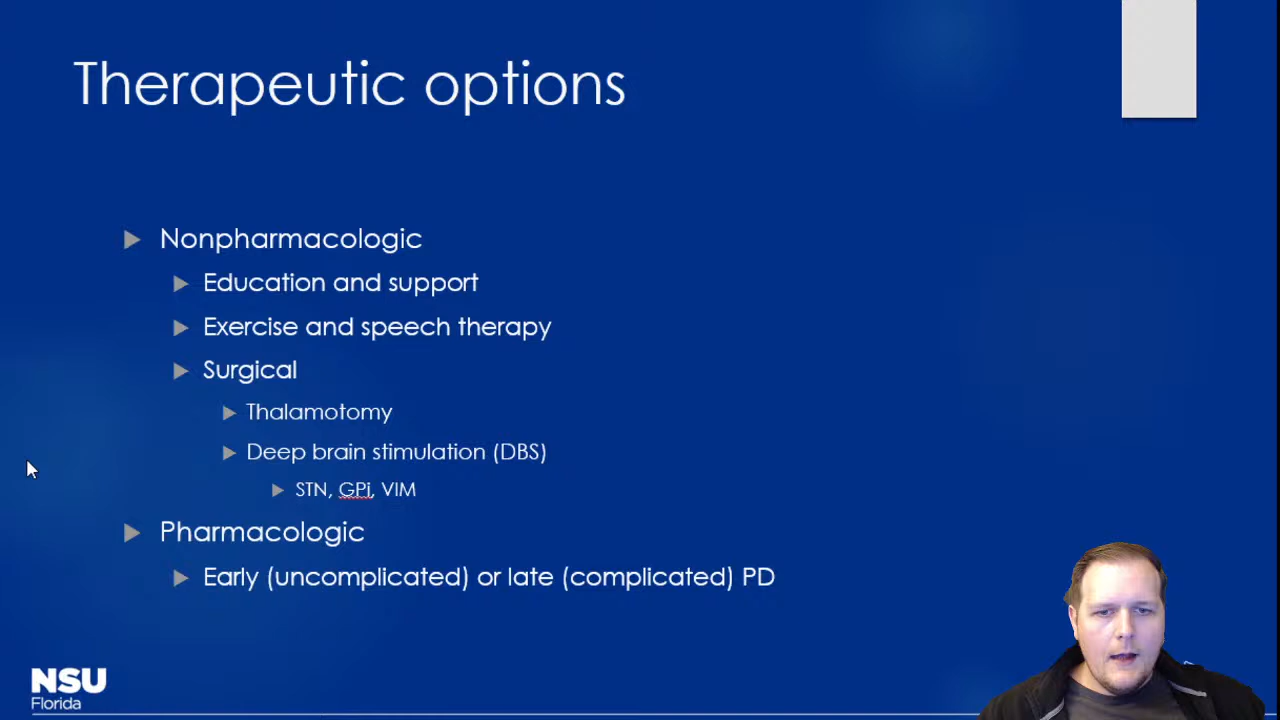 Therapeutic options
Nonpharmacologic
Education and support
Exercise and speech therapy
Surgical
Thalamotomy
Deep brain stimulation (DBS)
STN, GPi, VIM
Pharmacologic
Early (uncomplicated) or late (complicated) PD
NSU
Florida